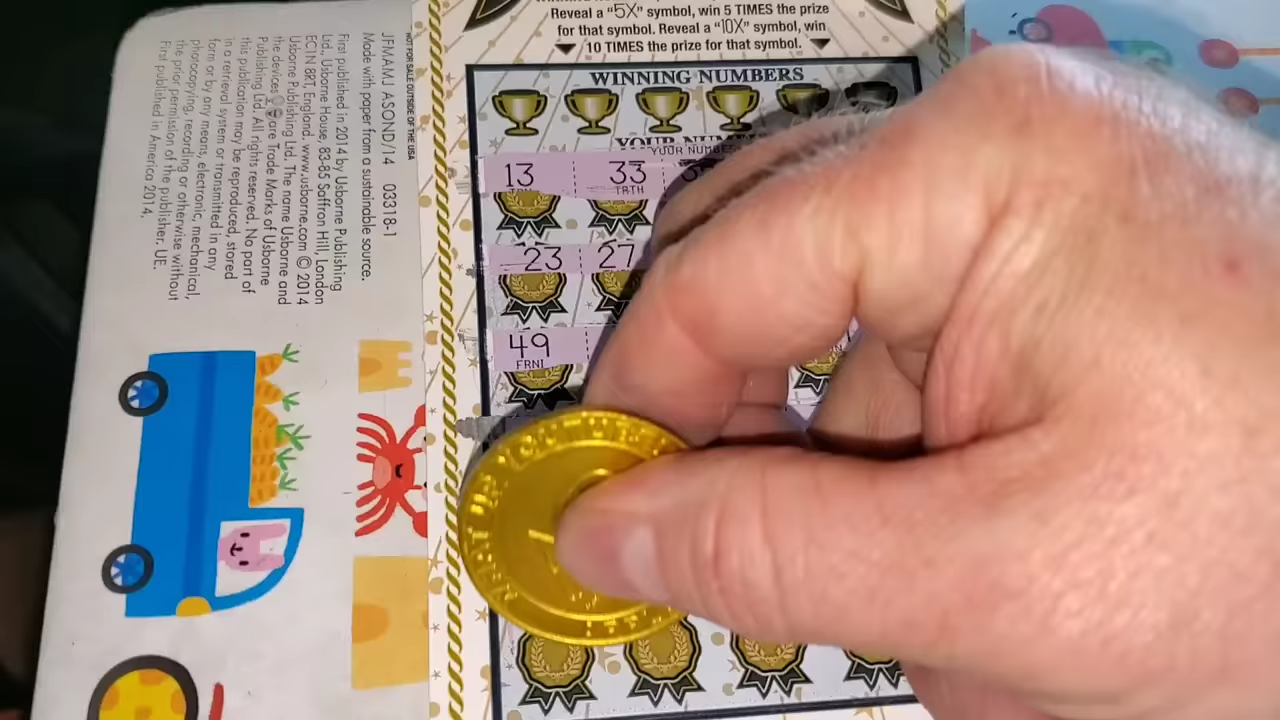 Reveal a "5X" symbol, win 5 TIMES the prize
for that symbol. Reveal a "10X" symbol, win
10 TIMES the prize for that symbol.
WINNING NUMBERS
YOUR NUMBE
13 33
TRTH
23 27
49
FRNI
NOT FOR SALE OUTSIDE OF THE USA
JFMAMJ ASOND/14 03318-1
Made with paper from a sustainable source.
First published in 2014 by Usborne Publishing
Ltd., Usborne House, 83-85 Saffron Hill, London
EC1N 8RT, England. www.usborne.com © 2014
Usborne Publishing Ltd. The name Usborne and
the devices are Trade Marks of Usborne
Publishing Ltd. All rights reserved. No part of
this publication may be reproduced, stored
in a retrieval system or transmitted in any
form or by any means, electronic, mechanical,
photocopying, recording or otherwise without
the prior permission of the publisher. UE.
First published in America 2014.